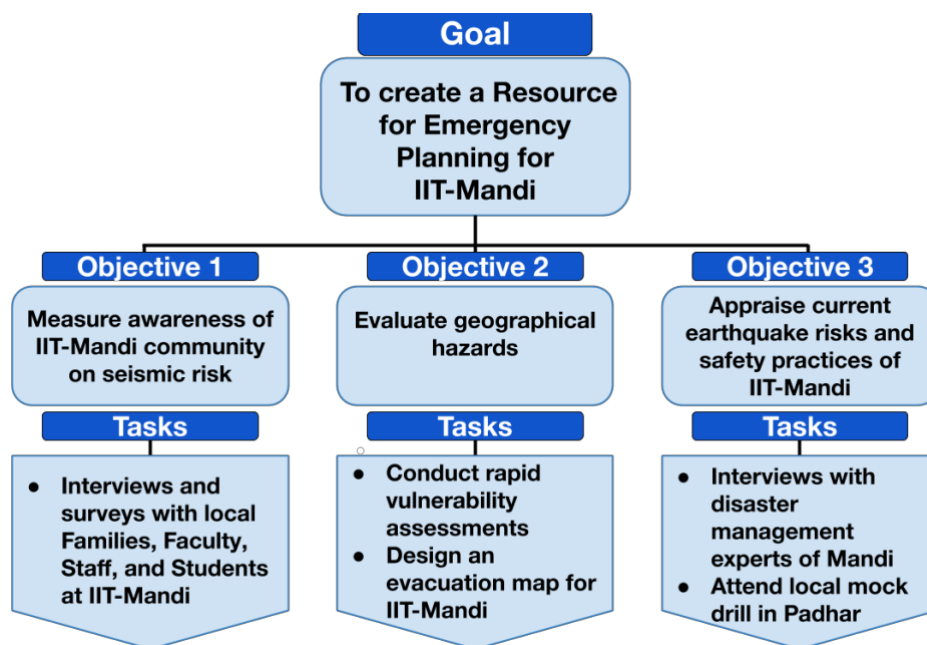 Goal
To create a Resource
for Emergency
Planning for
IIT-Mandi
Objective 1
Measure awareness of
IIT-Mandi community
on seismic risk
Tasks
● Interviews and
surveys with local
Families, Faculty,
Staff, and Students
at IIT-Mandi
Objective 2
Evaluate geographical
hazards
Tasks
● Conduct rapid
vulnerability
assessments
● Design an
evacuation map for
IIT-Mandi
Objective 3
Appraise current
earthquake risks and
safety practices of
IIT-Mandi
Tasks
● Interviews with
disaster
management
experts of Mandi
● Attend local mock
drill in Padhar